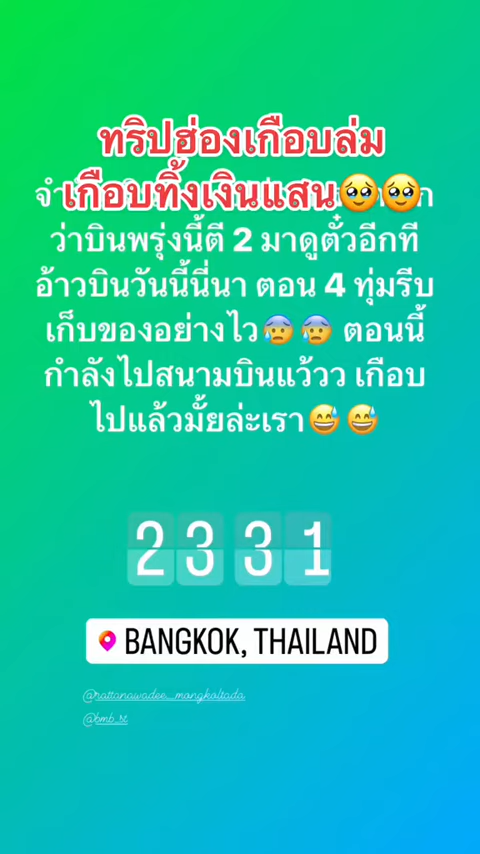 ทริปฮ่องเกือบล่ม
เกือบทิ้งเงินแสน🥹🥹
ว่าบินพรุ่งนี้ตี 2 มาดูตั๋วอีกที
อ้าวบินวันนี้นี่นา ตอน 4 ทุ่มรีบ
เก็บของอย่างไว😰😰 ตอนนี้
กำลังไปสนามบินแว้ววว เกือบ
ไปแล้วมั้ยล่ะเรา😅😅
2331
BANGKOK, THAILAND
@rattanawadee_mongkoltada
@bmb_sz